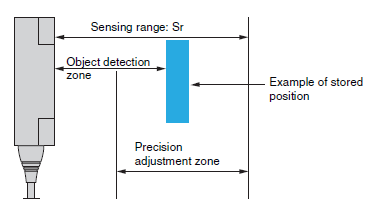 Sensing range: Sr
Object detection
zone
Example of stored
position
Precision
adjustment zone